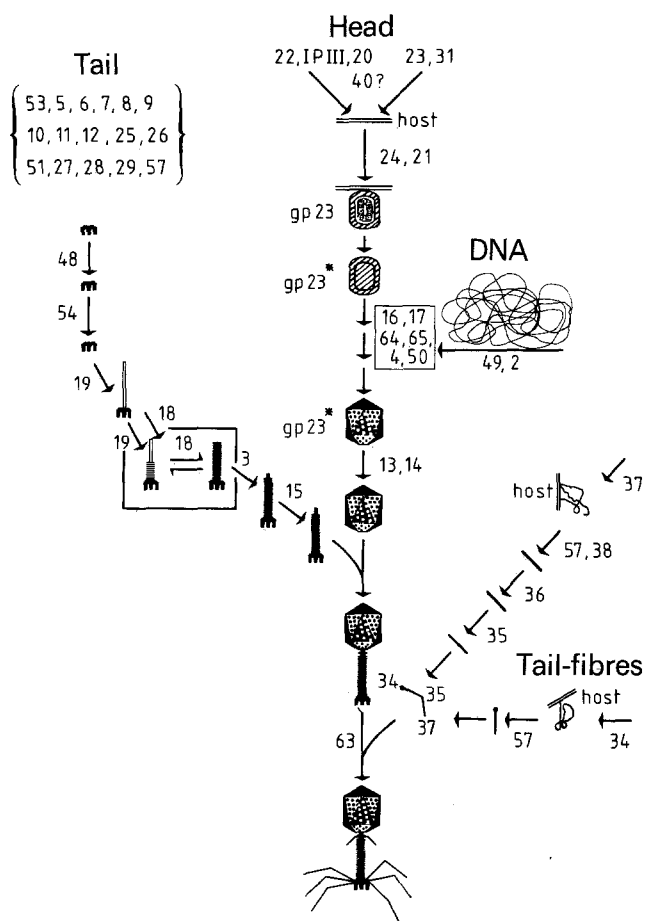 Head
22, IPIII, 20
23, 31
40?
host
24, 21
gp 23
gp 23*
Tail
53, 5, 6, 7, 8, 9
10, 11, 12, 25, 26
51, 27, 28, 29, 57
48
54
19
18
19
18
3
15
DNA
16, 17
64, 65,
4, 50
49, 2
gp 23*
13, 14
host
37
57, 38
36
35
Tail-fibres
34
35
37
host
57
34
63